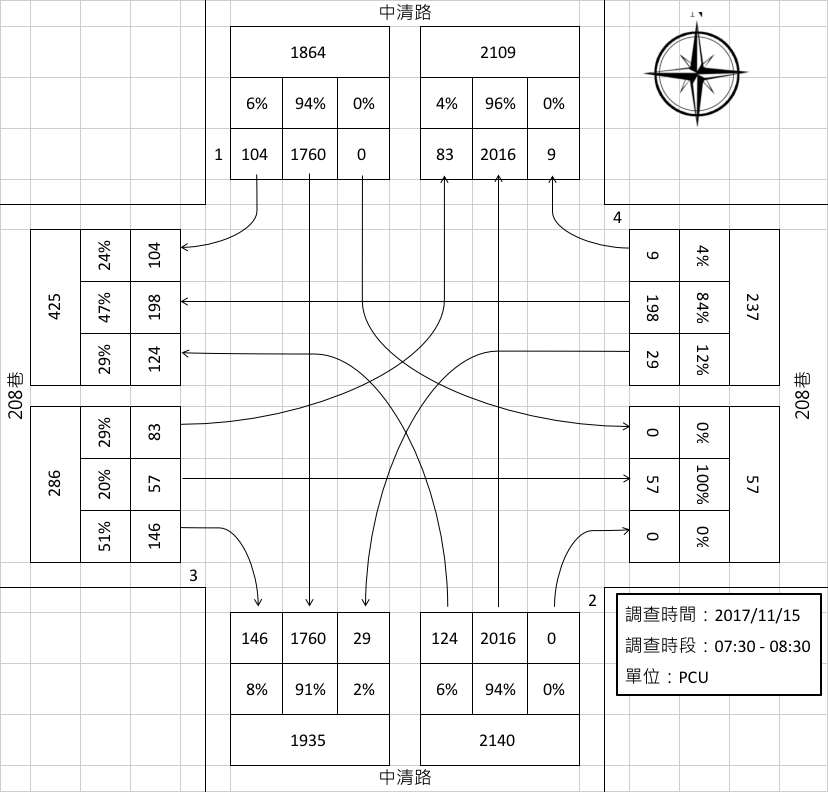 中清路
N
1864 2109
6% 94% 0% 4% 96% 0%
1 104 1760 0 83 2016 9
4
425 24% 104 9 4% 237
47% 198 198 84%
29% 124 29 12%
208巷 208巷
286 29% 83 0 0% 57
20% 57 57 100%
51% 146 0 0%
3 2
146 1760 29 124 2016 0
8% 91% 2% 6% 94% 0%
1935 2140
中清路
調查時間：2017/11/15
調查時段：07:30 - 08:30
單位：PCU